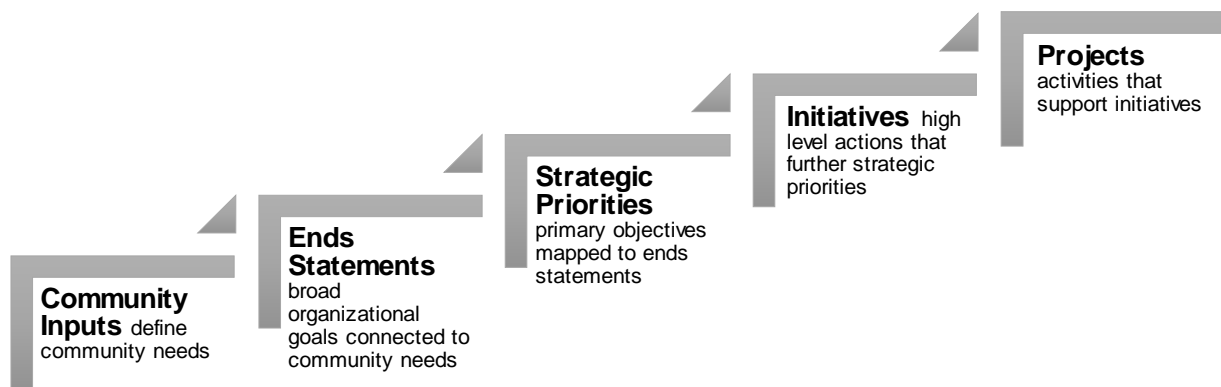 Community
Inputs define
community needs
Ends
Statements
broad
organizational
goals connected to
community needs
Strategic
Priorities
primary objectives
mapped to ends
statements
Initiatives high
level actions that
further strategic
priorities
Projects
activities that
support initiatives